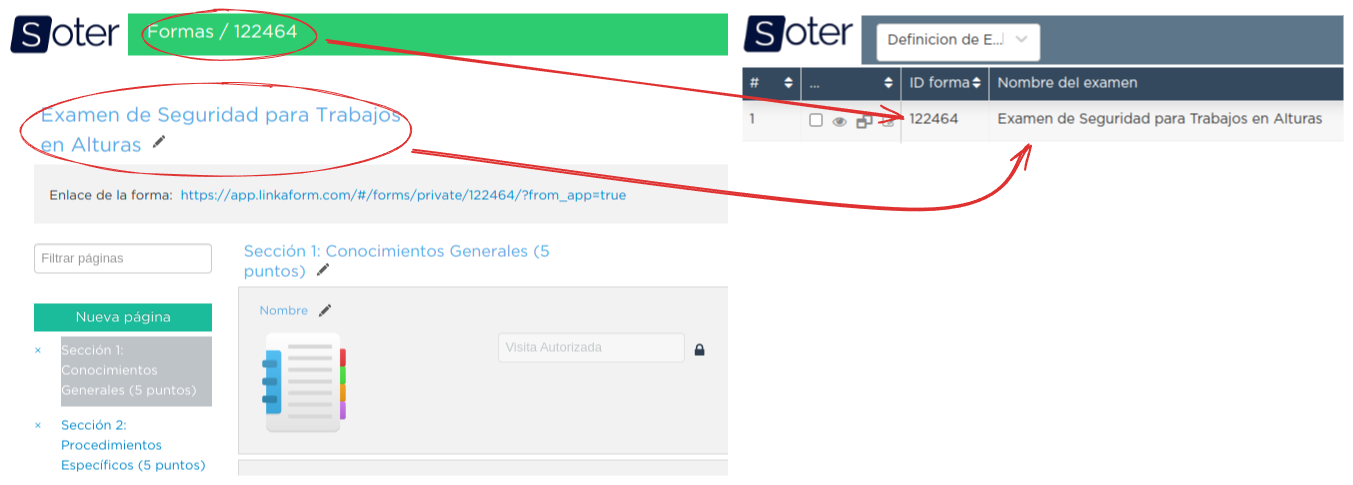 Soter
Formas / 122464
Examen de Seguridad para Trabajos
en Alturas
Enlace de la forma: https://app.linkaform.com/#/forms/private/122464/?from_app=true
Filtrar páginas
Nueva página
× Sección 1:
Conocimientos
Generales (5 puntos)
× Sección 2:
Procedimientos
Específicos (5 puntos)
Sección 1: Conocimientos Generales (5
puntos)
Nombre
Visita Autorizada
Soter
Definicion de E...
# ... ID forma Nombre del examen
1 122464 Examen de Seguridad para Trabajos en Alturas